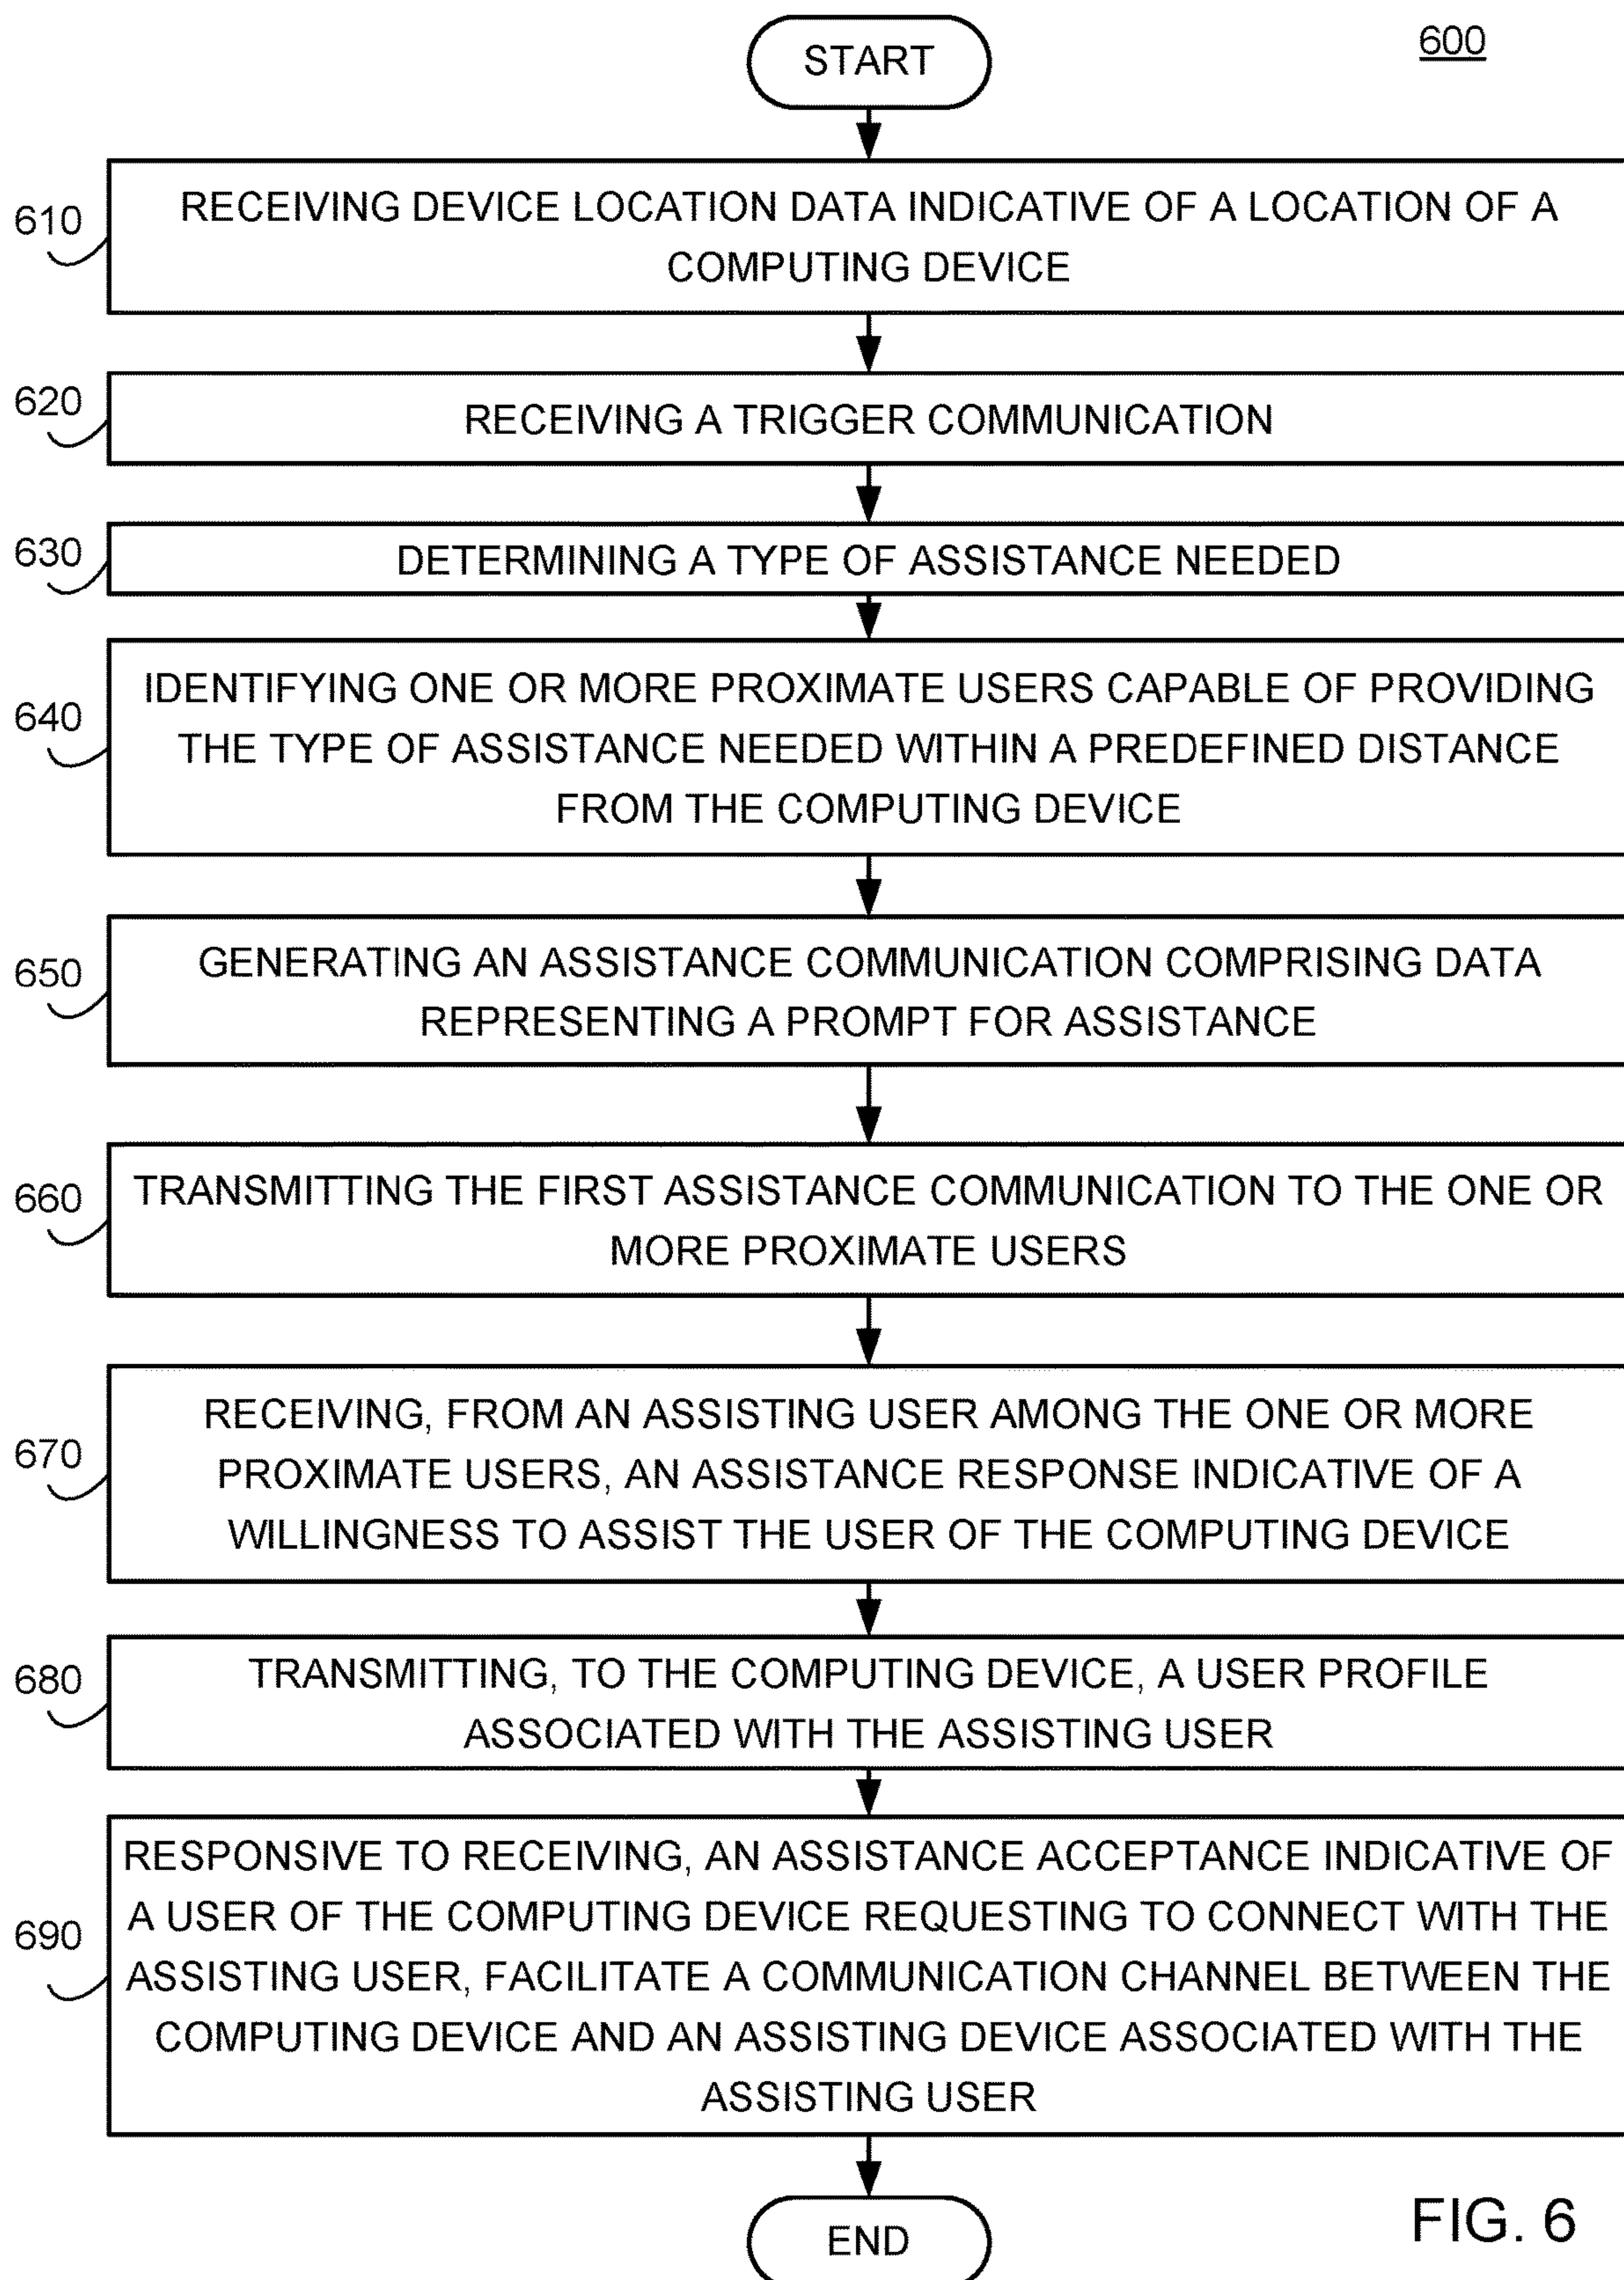 600
START
610
RECEIVING DEVICE LOCATION DATA INDICATIVE OF A LOCATION OF A
COMPUTING DEVICE
620
RECEIVING A TRIGGER COMMUNICATION
630
DETERMINING A TYPE OF ASSISTANCE NEEDED
640
IDENTIFYING ONE OR MORE PROXIMATE USERS CAPABLE OF PROVIDING
THE TYPE OF ASSISTANCE NEEDED WITHIN A PREDEFINED DISTANCE
FROM THE COMPUTING DEVICE
650
GENERATING AN ASSISTANCE COMMUNICATION COMPRISING DATA
REPRESENTING A PROMPT FOR ASSISTANCE
660
TRANSMITTING THE FIRST ASSISTANCE COMMUNICATION TO THE ONE OR
MORE PROXIMATE USERS
670
RECEIVING, FROM AN ASSISTING USER AMONG THE ONE OR MORE
PROXIMATE USERS, AN ASSISTANCE RESPONSE INDICATIVE OF A
WILLINGNESS TO ASSIST THE USER OF THE COMPUTING DEVICE
680
TRANSMITTING, TO THE COMPUTING DEVICE, A USER PROFILE
ASSOCIATED WITH THE ASSISTING USER
690
RESPONSIVE TO RECEIVING, AN ASSISTANCE ACCEPTANCE INDICATIVE OF
A USER OF THE COMPUTING DEVICE REQUESTING TO CONNECT WITH THE
ASSISTING USER, FACILITATE A COMMUNICATION CHANNEL BETWEEN THE
COMPUTING DEVICE AND AN ASSISTING DEVICE ASSOCIATED WITH THE
ASSISTING USER
END
FIG. 6